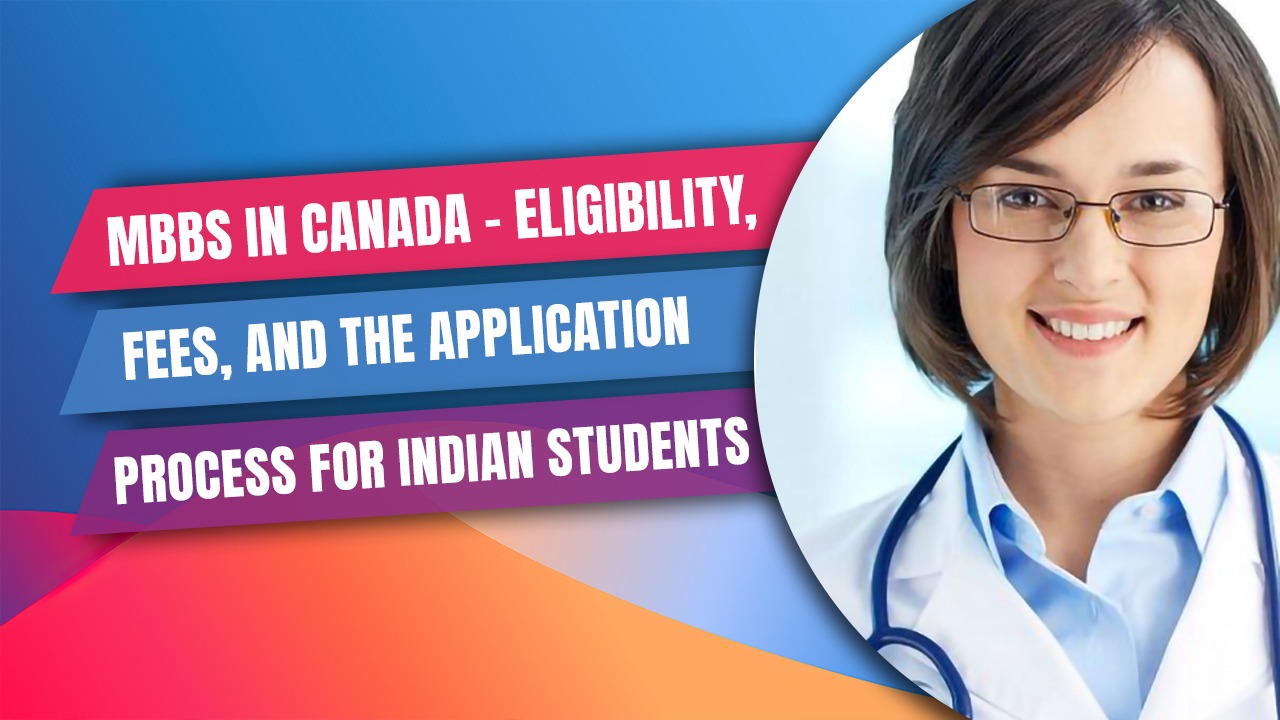 MBBS IN CANADA - ELIGIBILITY,
FEES, AND THE APPLICATION
PROCESS FOR INDIAN STUDENTS